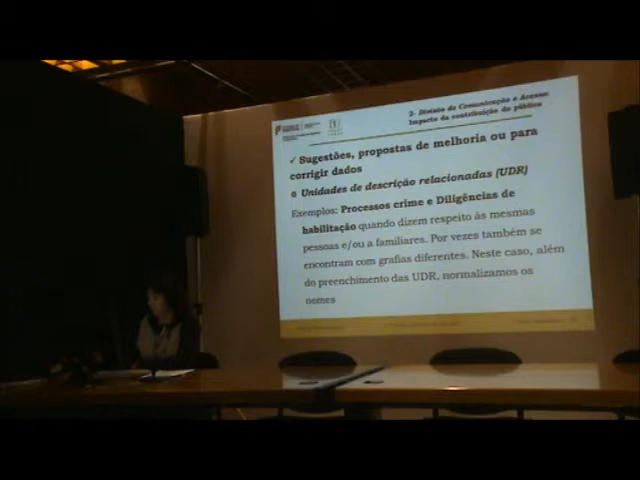 2- Divisão de Comunicação e Acesso:
Impacto da contribuição do público
✓ Sugestões, propostas de melhoria ou para
corrigir dados
Unidades de descrição relacionadas (UDR)
Exemplos: Processos crime e Diligências de
habilitação quando dizem respeito às mesmas
pessoas e/ou a familiares. Por vezes também se
encontram com grafias diferentes. Neste caso, além
do preenchimento das UDR, normalizamos os
nomes